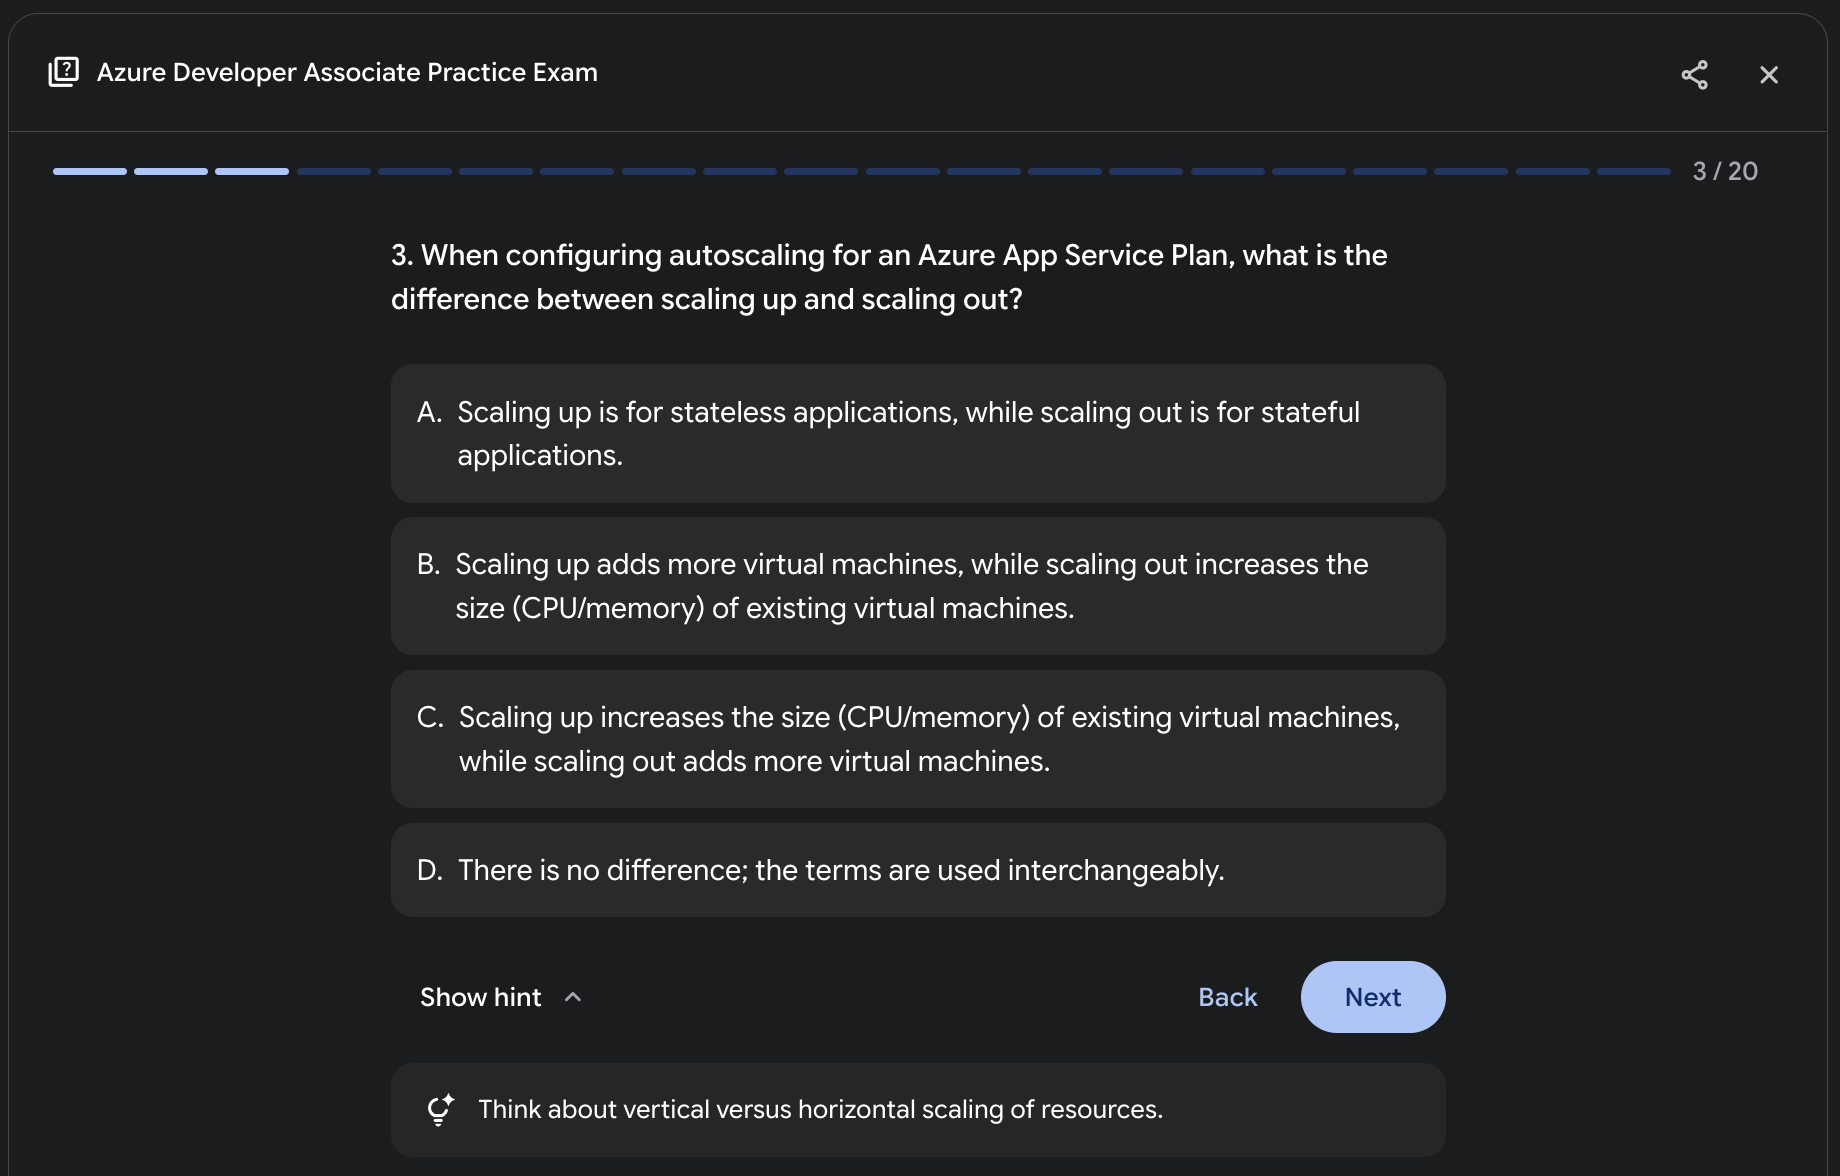 Azure Developer Associate Practice Exam
3 / 20
3. When configuring autoscaling for an Azure App Service Plan, what is the
difference between scaling up and scaling out?
A. Scaling up is for stateless applications, while scaling out is for stateful
applications.
B. Scaling up adds more virtual machines, while scaling out increases the
size (CPU/memory) of existing virtual machines.
C. Scaling up increases the size (CPU/memory) of existing virtual machines,
while scaling out adds more virtual machines.
D. There is no difference; the terms are used interchangeably.
Show hint
Back
Next
Think about vertical versus horizontal scaling of resources.